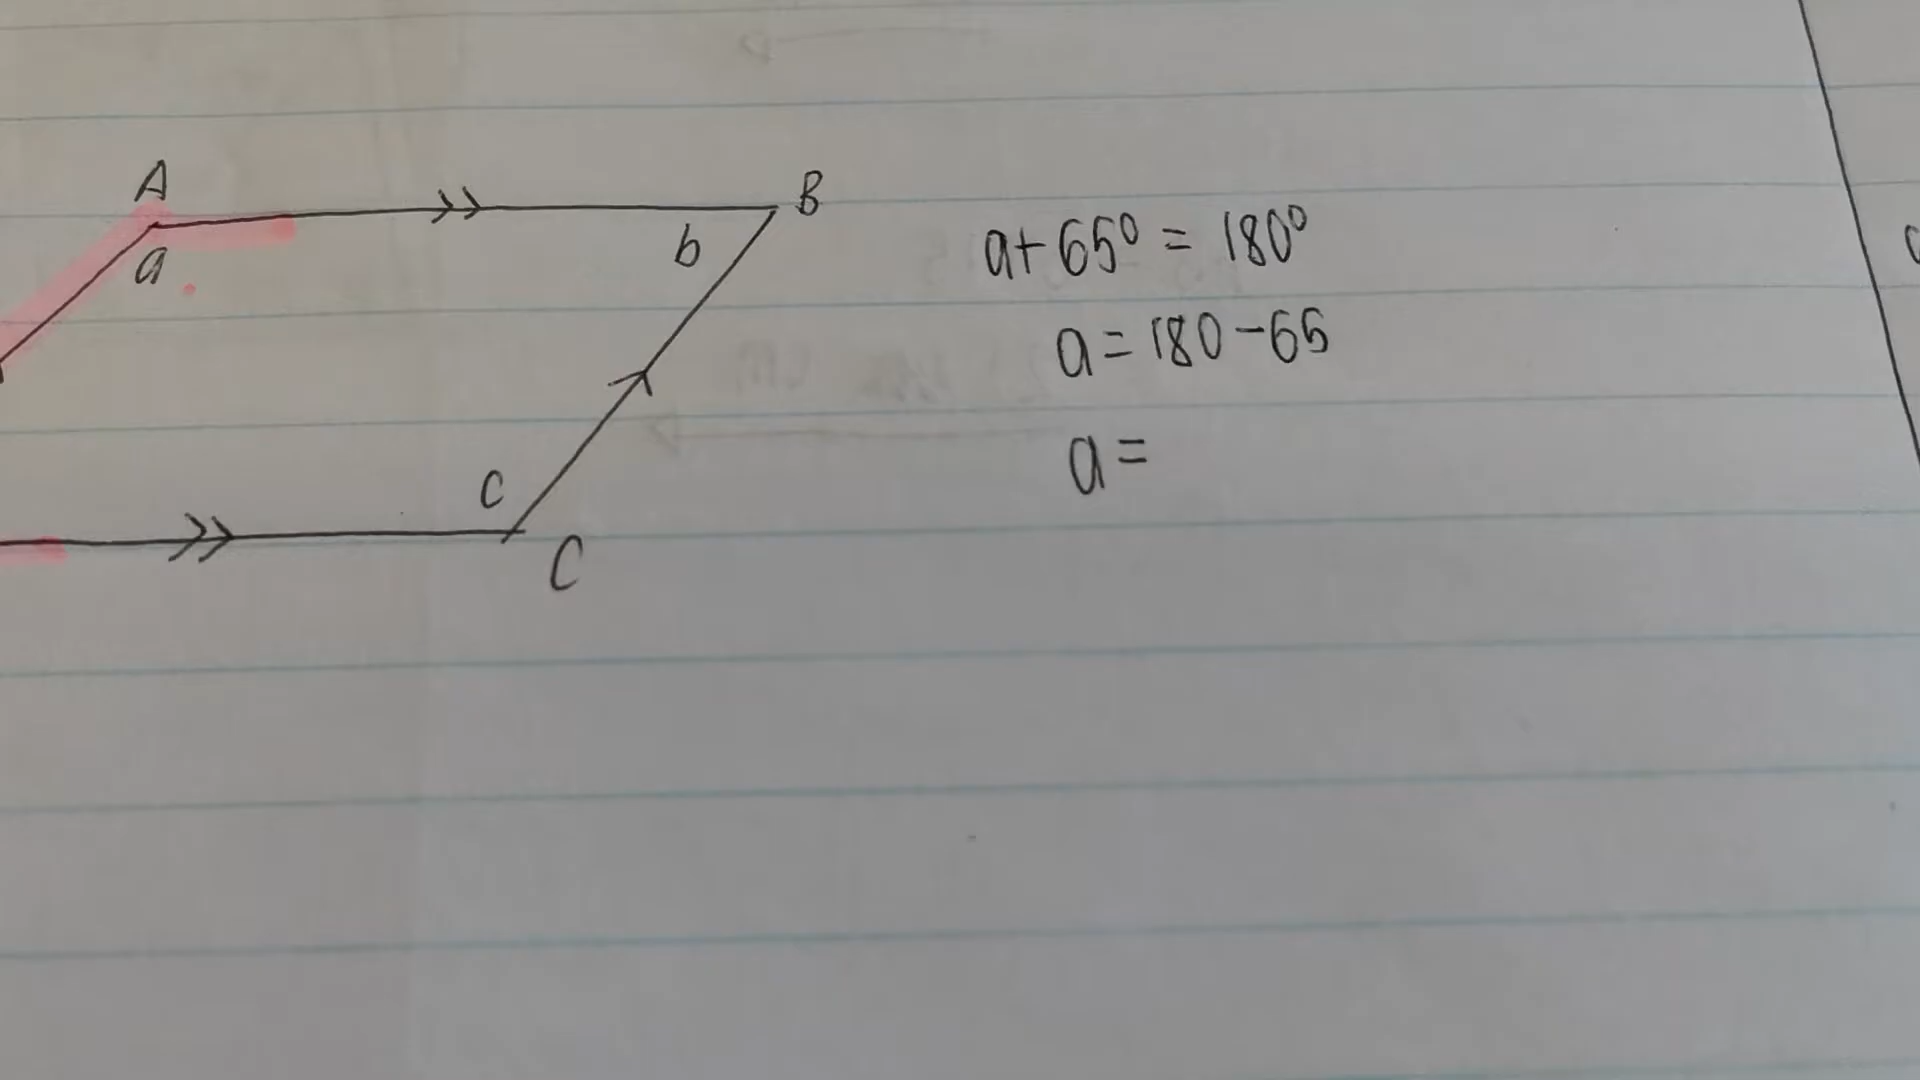 A
B
a
b
a+65° = 180°
a = 180 - 65
a =
c
C